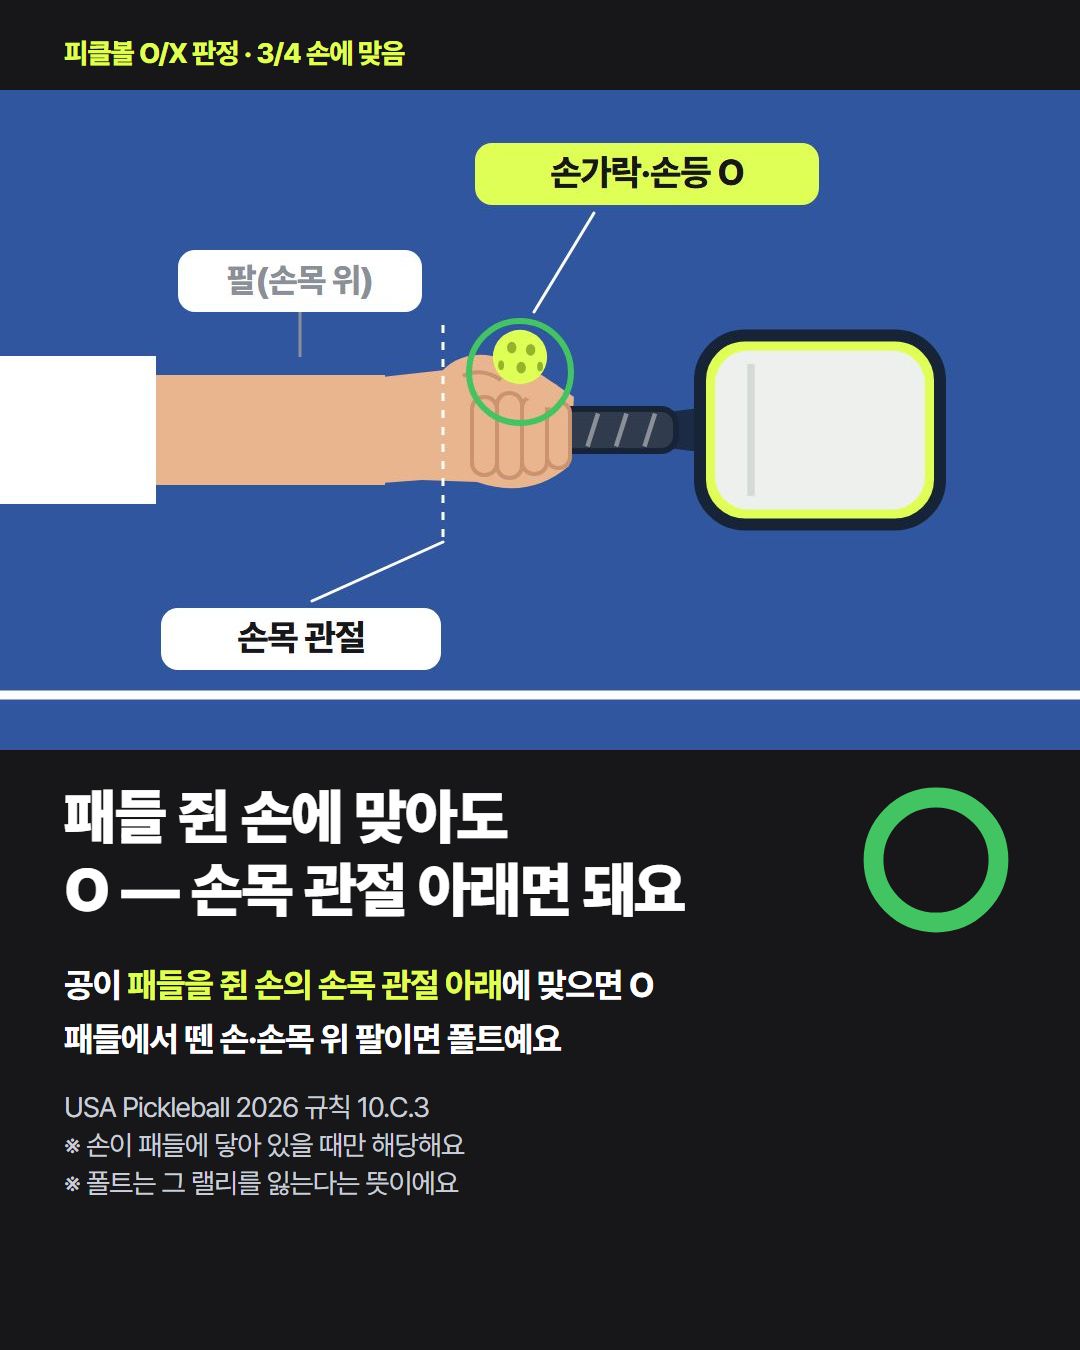 피클볼 O/X 판정 · 3/4 손에 맞음
손가락·손등 O
팔(손목 위)
손목 관절
패들 쥔 손에 맞아도
O — 손목 관절 아래면 돼요
공이 패들을 쥔 손의 손목 관절 아래에 맞으면 O
패들에서 뗀 손·손목 위 팔이면 폴트예요
USA Pickleball 2026 규칙 10.C.3
※ 손이 패들에 닿아 있을 때만 해당해요
※ 폴트는 그 랠리를 잃는다는 뜻이에요